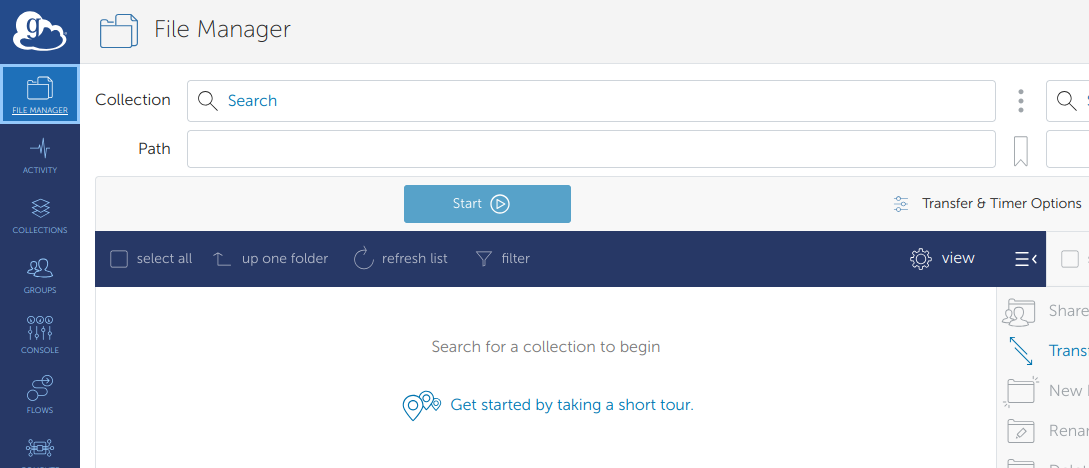 g
File Manager
FILE MANAGER
ACTIVITY
COLLECTIONS
GROUPS
CONSOLE
FLOWS
Collection
Search
Path
Start
Transfer & Timer Options
select all
up one folder
refresh list
filter
view
Search for a collection to begin
Get started by taking a short tour.
Share
New